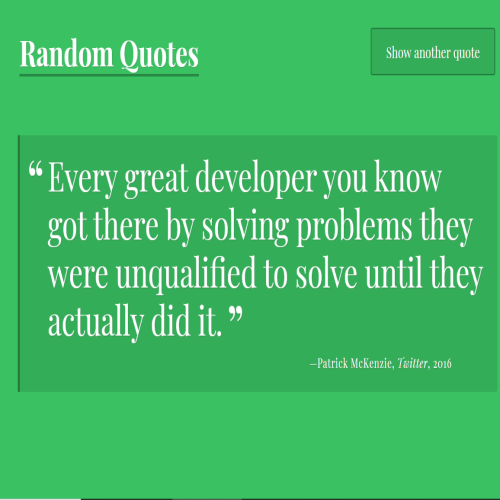 Random Quotes
Show another quote
“Every great developer you know
got there by solving problems they
were unqualified to solve until they
actually did it.”
—Patrick McKenzie, Twitter, 2016